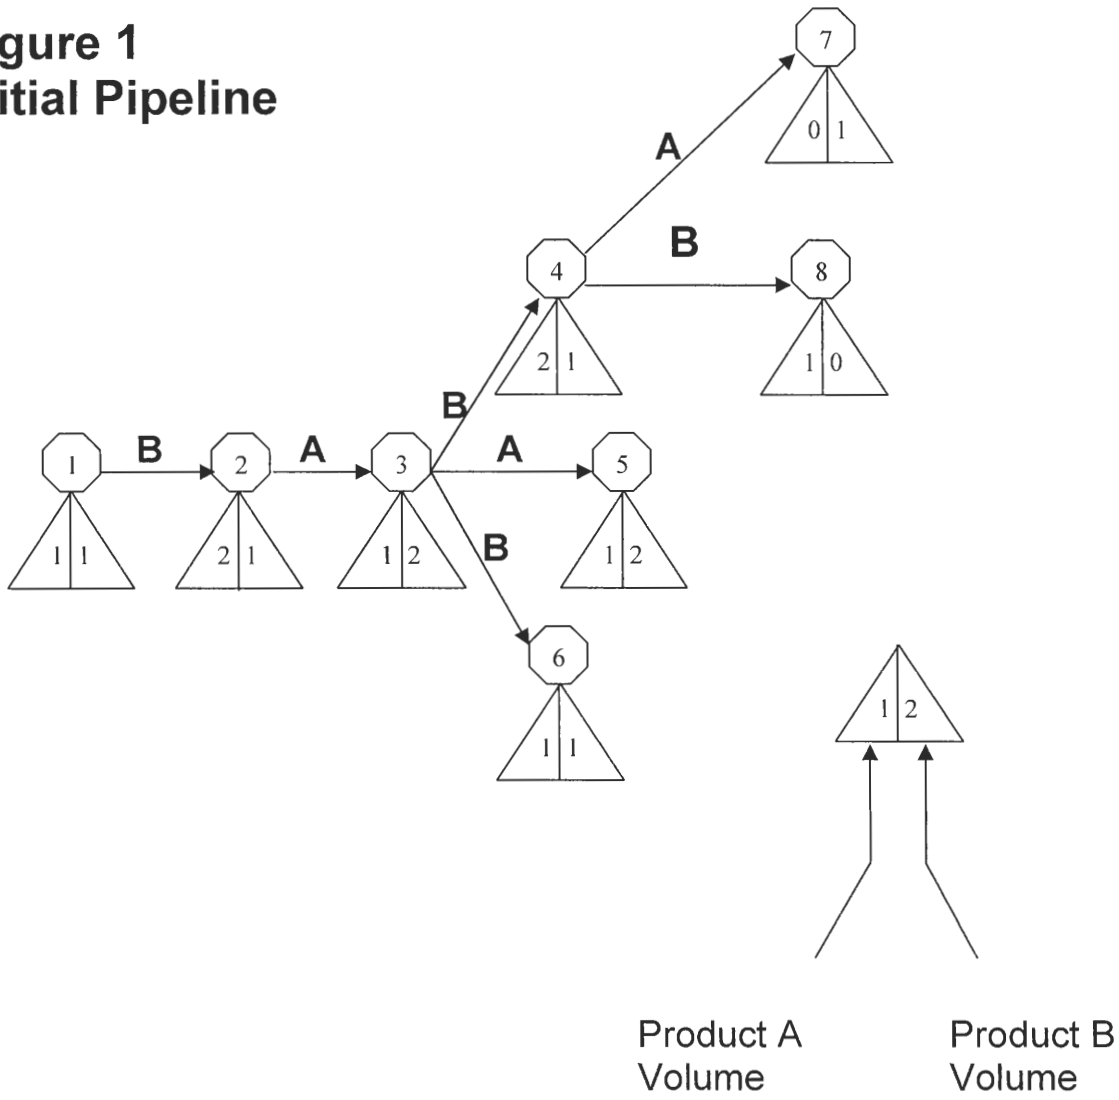 gure 1
itial Pipeline
7
0 1
A
B
4
8
2 1
1 0
B
1
B
2
A
3
A
5
1 1
2 1
1 2
1 2
B
6
1 1
1 2
Product A
Volume
Product B
Volume